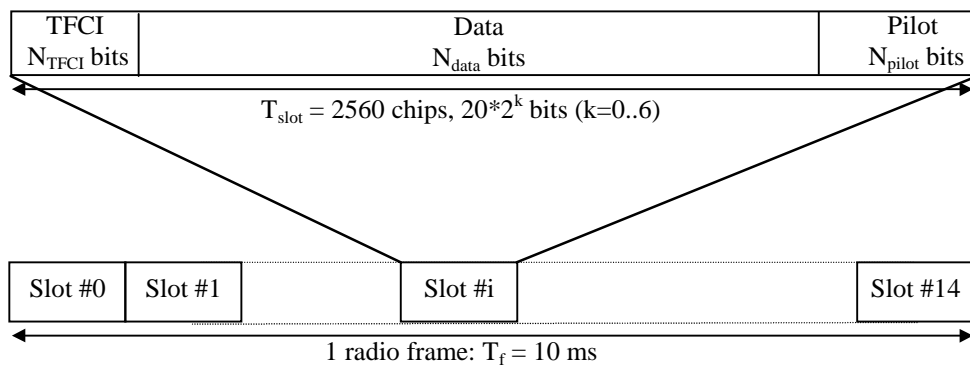 TFCI
N_TFCI bits
Data
N_data bits
Pilot
N_pilot bits
T_slot = 2560 chips, 20*2^k bits (k=0..6)
Slot #0
Slot #1
Slot #i
Slot #14
1 radio frame: T_f = 10 ms